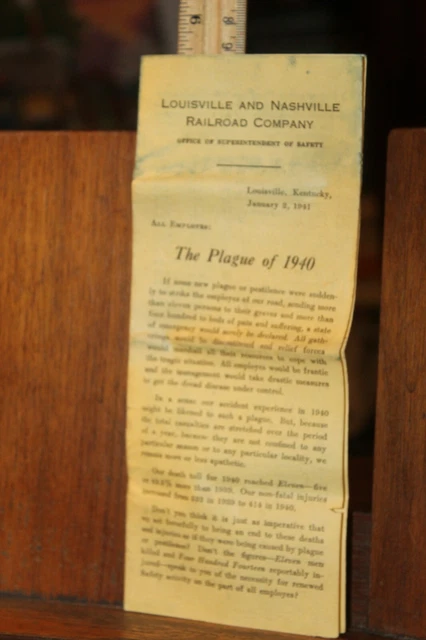 LOUISVILLE AND NASHVILLE
RAILROAD COMPANY
OFFICE OF SUPERINTENDENT OF SAFETY
Louisville, Kentucky,
January 2, 1941
ALL EMPLOYES:
The Plague of 1940
If some new plague or pestilence were sudden-
ly to strike the employes of our road, sending more
than eleven persons to their graves and more than
four hundred to beds of pain and suffering, a state
of emergency would surely be declared. All gath-
would be discontinued and relief forces
would all their resources to cope with
the tragic situation. All employes would be frantic
and the management would take drastic measures
to get the dread disease under control.
In a sense our accident experience in 1940
might be likened to such a plague. But, because
the total casualties are stretched over the period
of a year, because they are not confined to any
particular season or to any particular locality, we
remain more or less apathetic.
Our death toll for 1940 reached Eleven—five
or more than 1939. Our non-fatal injuries
increased from in 1939 to 414 in 1940.
Don't you think it is just as imperative that
we act forcefully to bring an end to these deaths
and injuries as if they were being caused by plague
or pestilence? Don't the figures—Eleven men
killed and Four Hundred Fourteen reportably in-
jured—speak to you of the necessity for renewed
Safety activity on the part of all employes?
6
8
9